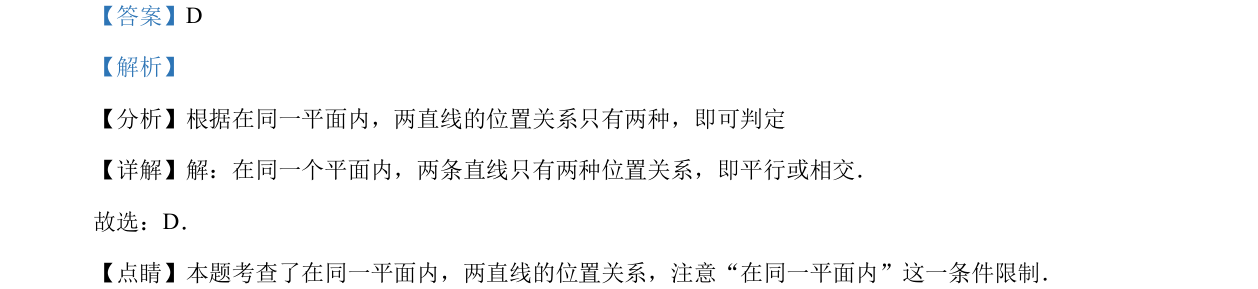 【答案】D
【解析】
【分析】根据在同一平面内，两直线的位置关系只有两种，即可判定
【详解】解：在同一个平面内，两条直线只有两种位置关系，即平行或相交．
故选：D．
【点睛】本题考查了在同一平面内，两直线的位置关系，注意“在同一平面内”这一条件限制．